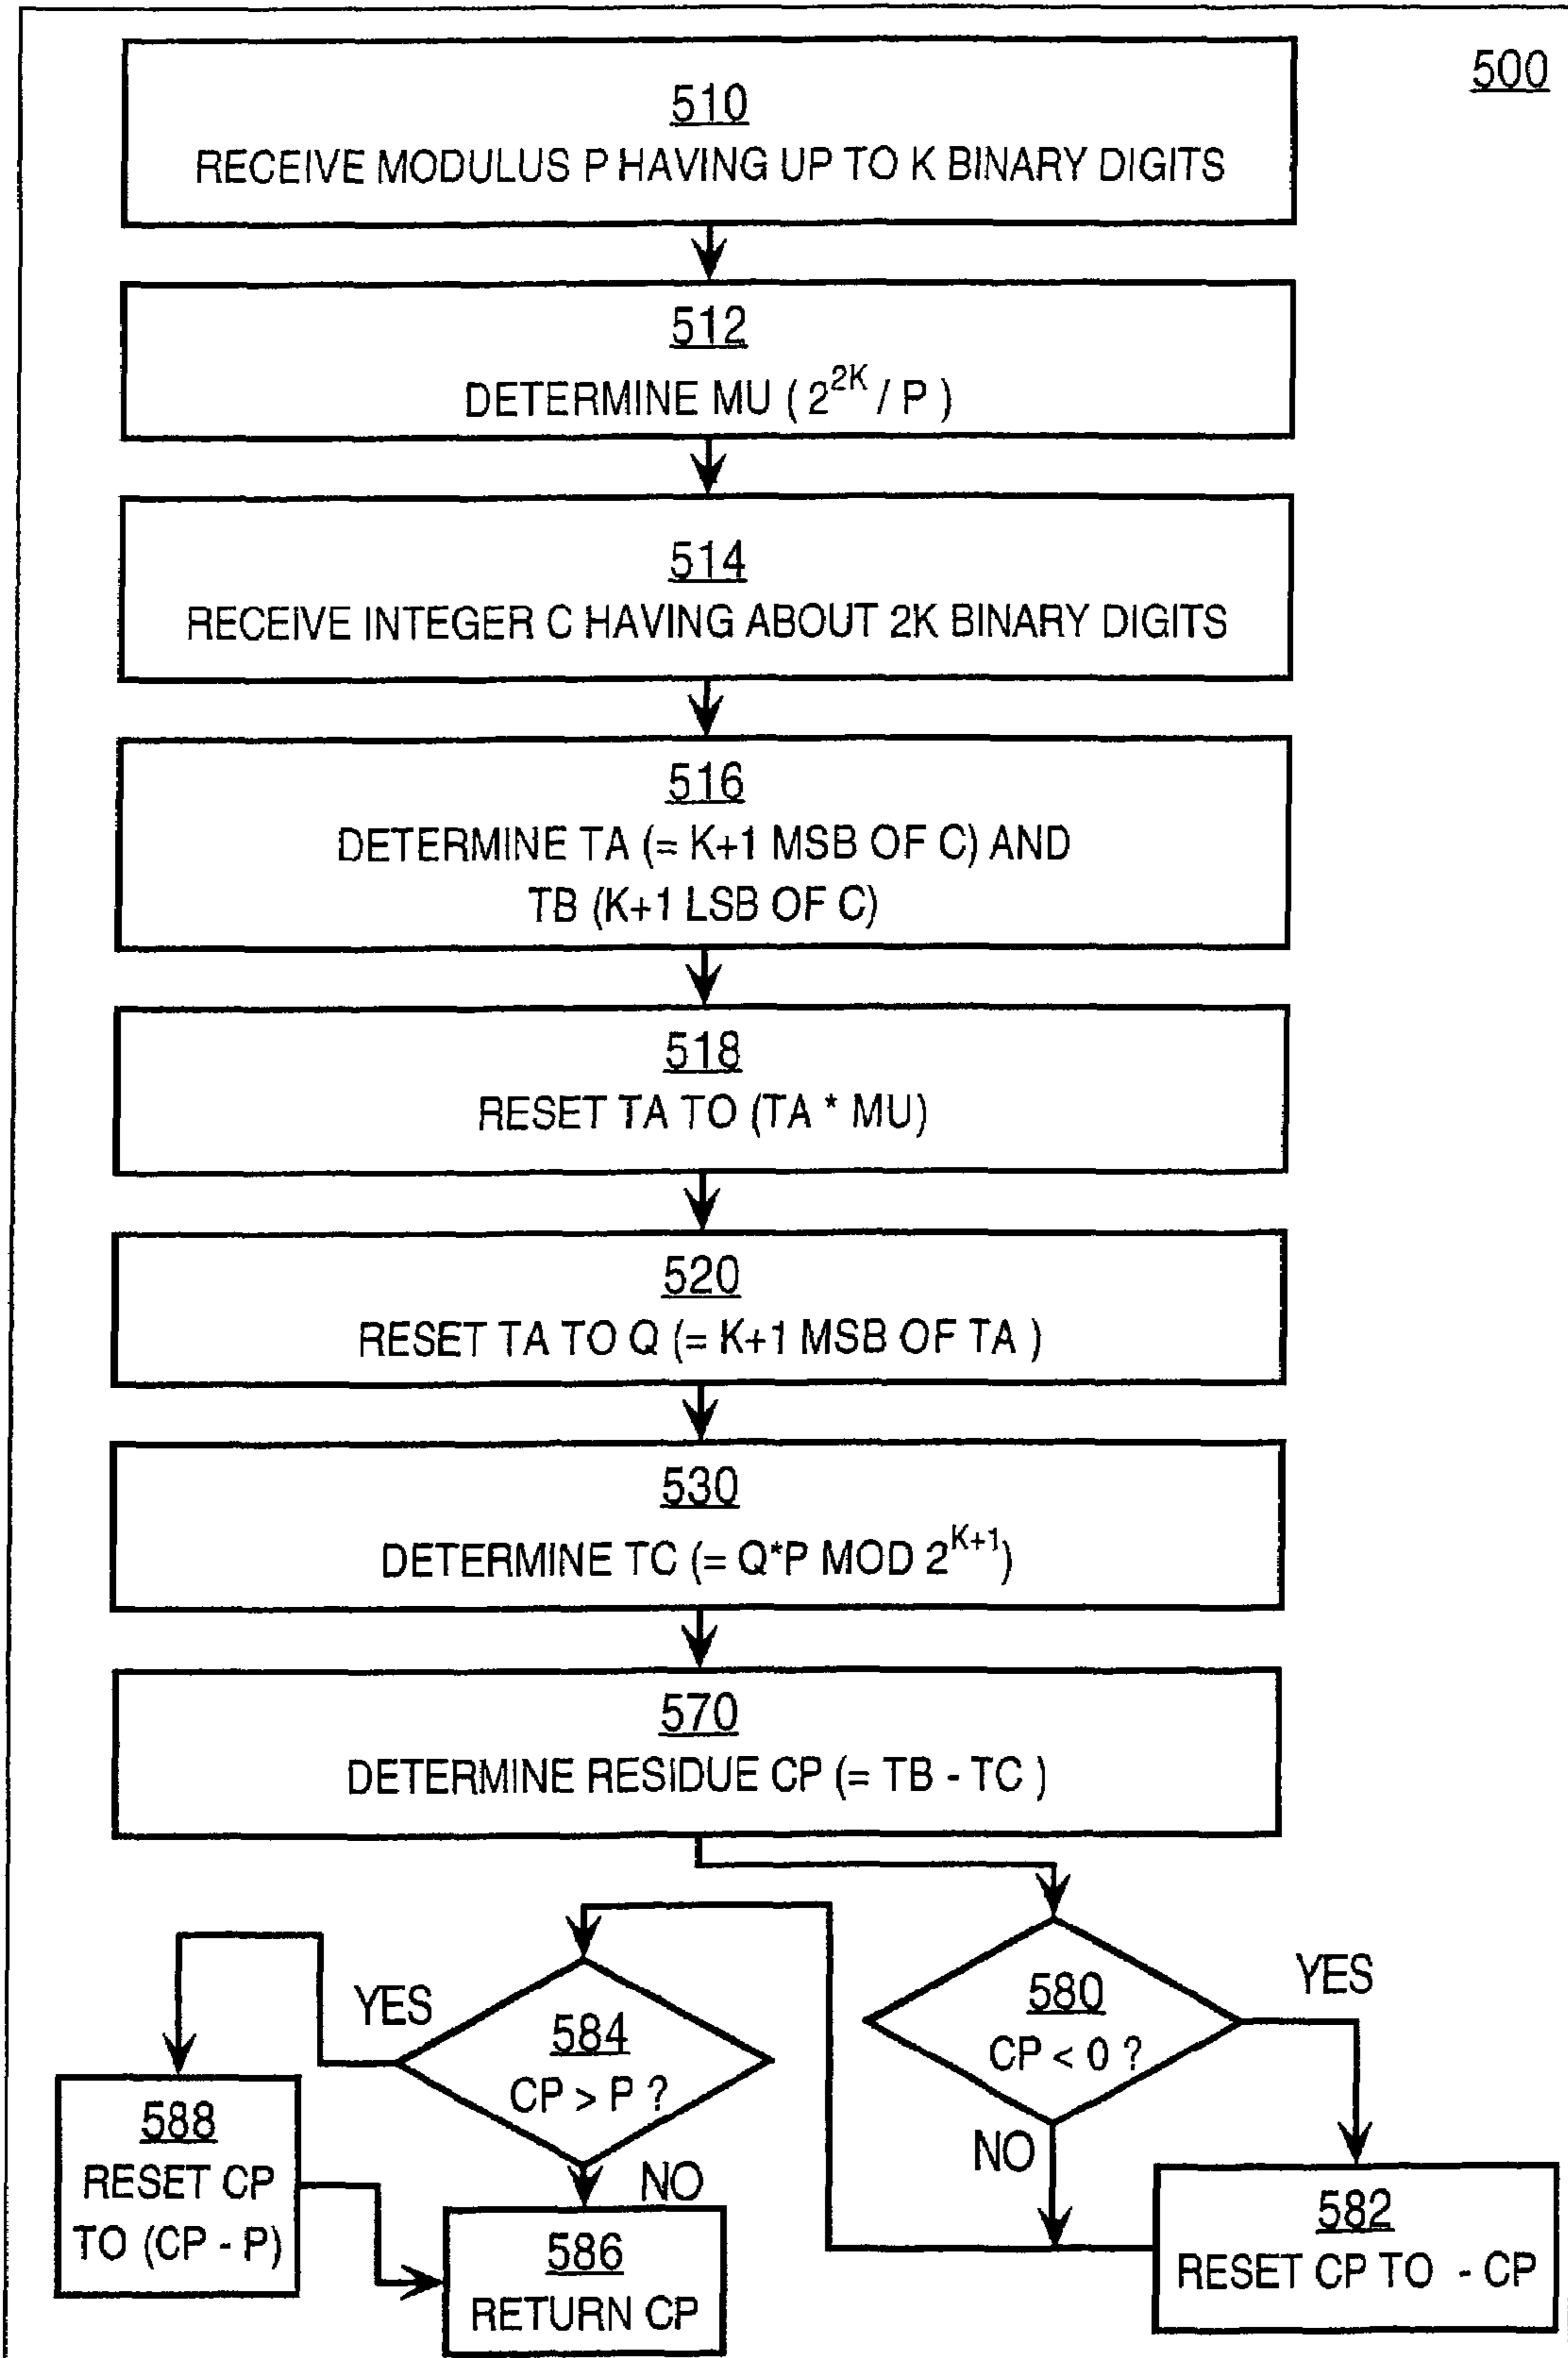 500
510
RECEIVE MODULUS P HAVING UP TO K BINARY DIGITS
512
DETERMINE MU ( 2^2K / P )
514
RECEIVE INTEGER C HAVING ABOUT 2K BINARY DIGITS
516
DETERMINE TA (= K+1 MSB OF C) AND
TB (K+1 LSB OF C)
518
RESET TA TO (TA * MU)
520
RESET TA TO Q (= K+1 MSB OF TA )
530
DETERMINE TC (= Q*P MOD 2^K+1)
570
DETERMINE RESIDUE CP (= TB - TC )
580
CP < 0 ?
YES
NO
582
RESET CP TO - CP
584
CP > P ?
YES
NO
588
RESET CP
TO (CP - P)
586
RETURN CP